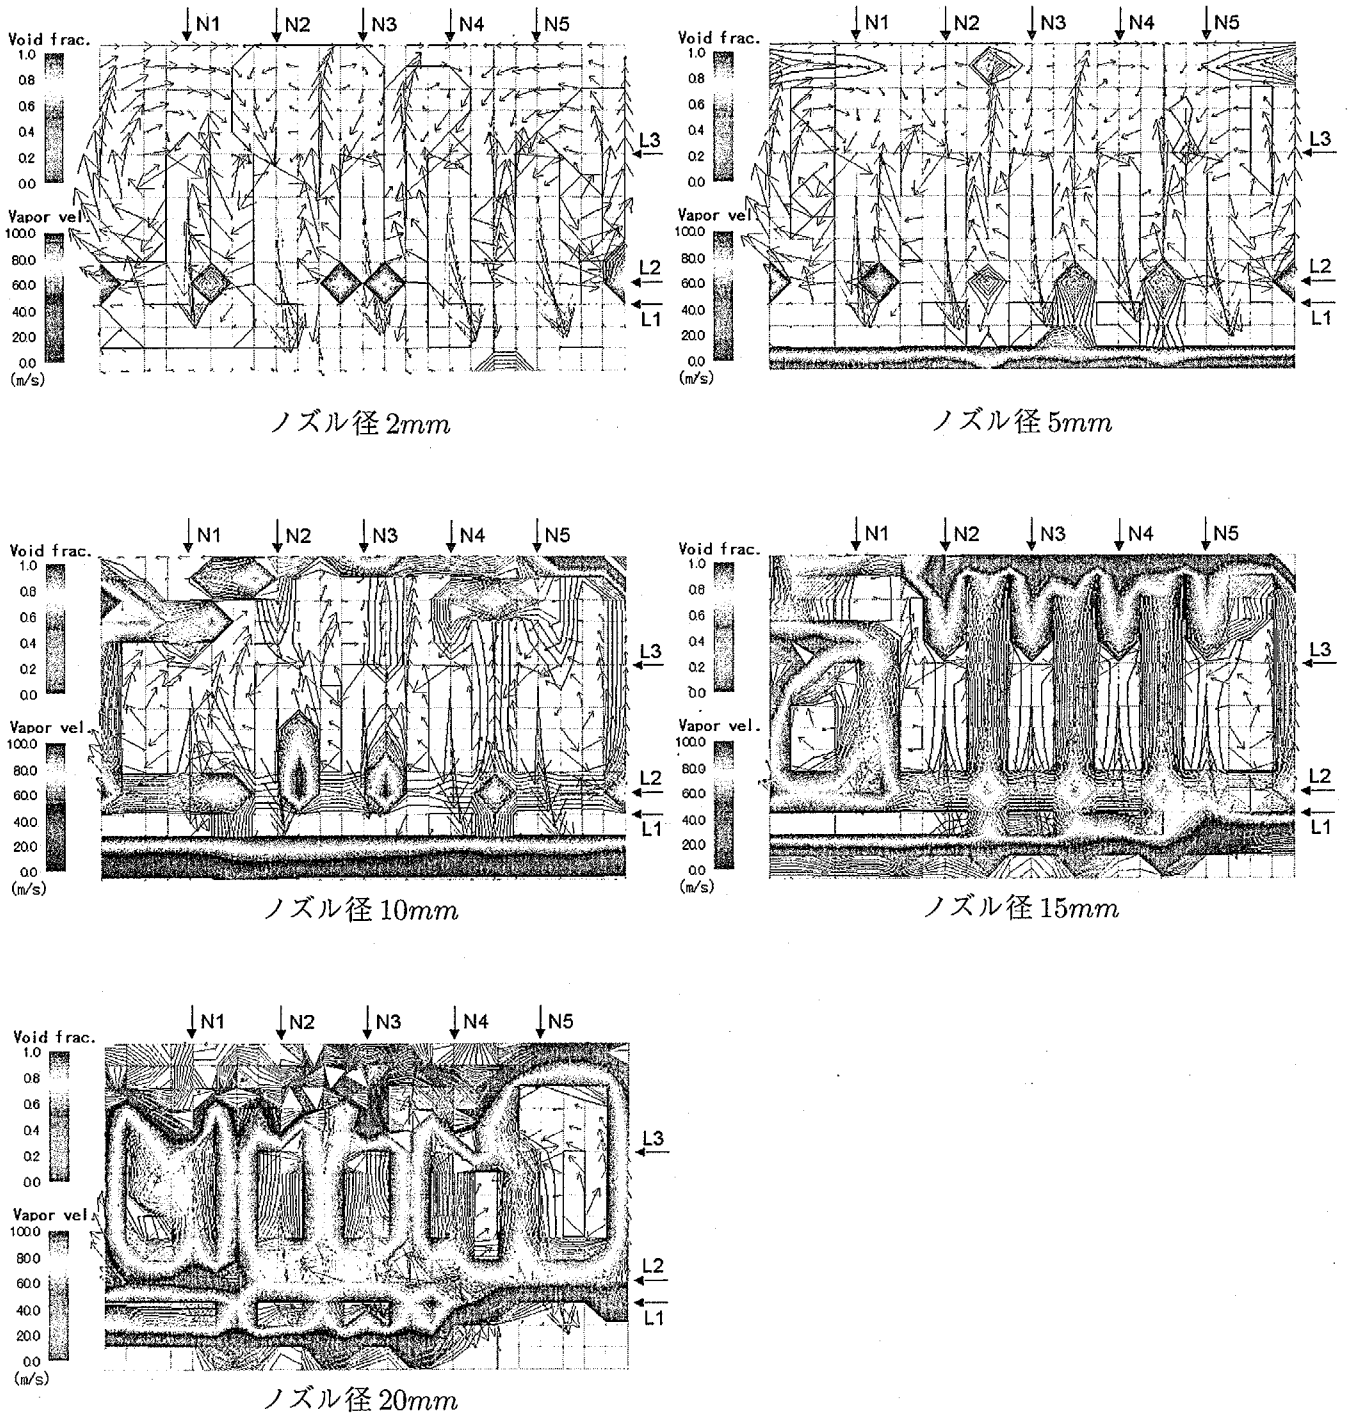 N1 N2 N3 N4 N5
Void frac.
1.0
0.8
0.6
0.4
0.2
0.0
Vapor vel.
100.0
80.0
60.0
40.0
20.0
0.0
(m/s)
L3
L2
L1
ノズル径 2mm
N1 N2 N3 N4 N5
Void frac.
1.0
0.8
0.6
0.4
0.2
0.0
Vapor vel.
100.0
80.0
60.0
40.0
20.0
0.0
(m/s)
L3
L2
L1
ノズル径 5mm
N1 N2 N3 N4 N5
Void frac.
1.0
0.8
0.6
0.4
0.2
0.0
Vapor vel.
100.0
80.0
60.0
40.0
20.0
0.0
(m/s)
L3
L2
L1
ノズル径 10mm
N1 N2 N3 N4 N5
Void frac.
1.0
0.8
0.6
0.4
0.2
0.0
Vapor vel.
100.0
80.0
60.0
40.0
20.0
0.0
(m/s)
L3
L2
L1
ノズル径 15mm
N1 N2 N3 N4 N5
Void frac.
1.0
0.8
0.6
0.4
0.2
0.0
Vapor vel.
100.0
80.0
60.0
40.0
20.0
0.0
(m/s)
L3
L2
L1
ノズル径 20mm